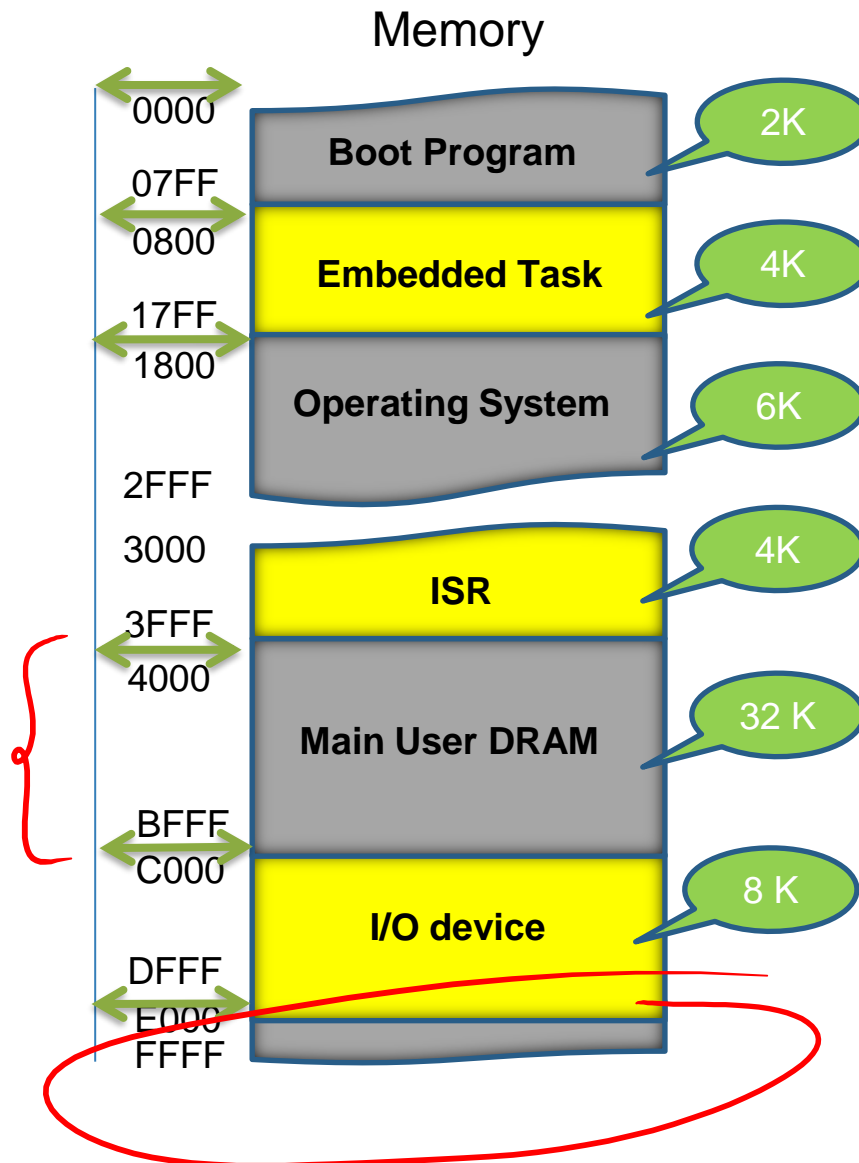 Memory
0000
Boot Program
2K
07FF
0800
Embedded Task
4K
17FF
1800
Operating System
6K
2FFF
3000
ISR
4K
3FFF
4000
Main User DRAM
32 K
BFFF
C000
I/O device
8 K
DFFF
E000
FFFF